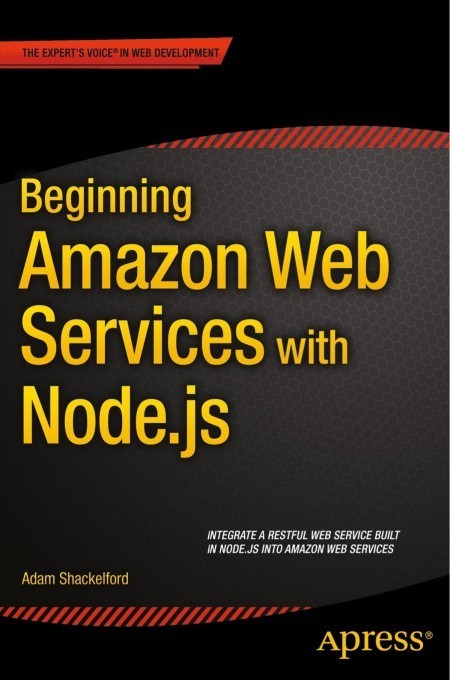 THE EXPERT'S VOICE® IN WEB DEVELOPMENT
Beginning
Amazon Web
Services with
Node.js
INTEGRATE A RESTFUL WEB SERVICE BUILT
IN NODE.JS INTO AMAZON WEB SERVICES
Adam Shackelford
Apress®